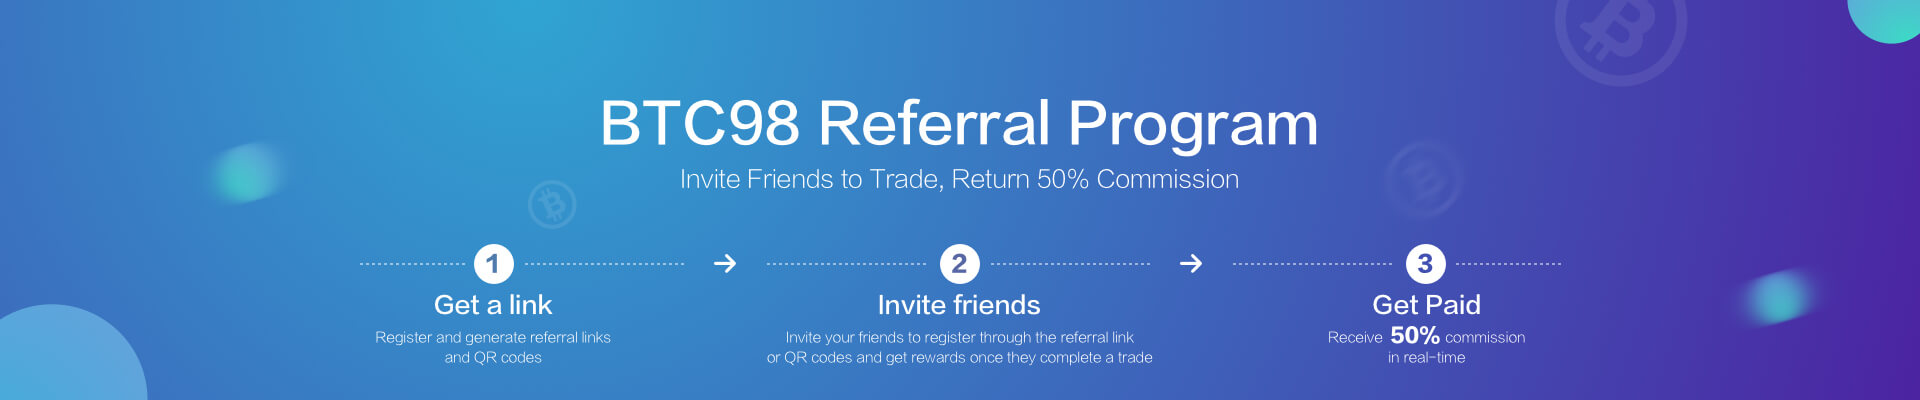 BTC98 Referral Program
Invite Friends to Trade, Return 50% Commission
1
Get a link
Register and generate referral links
and QR codes
2
Invite friends
Invite your friends to register through the referral link
or QR codes and get rewards once they complete a trade
3
Get Paid
Receive 50% commission
in real-time